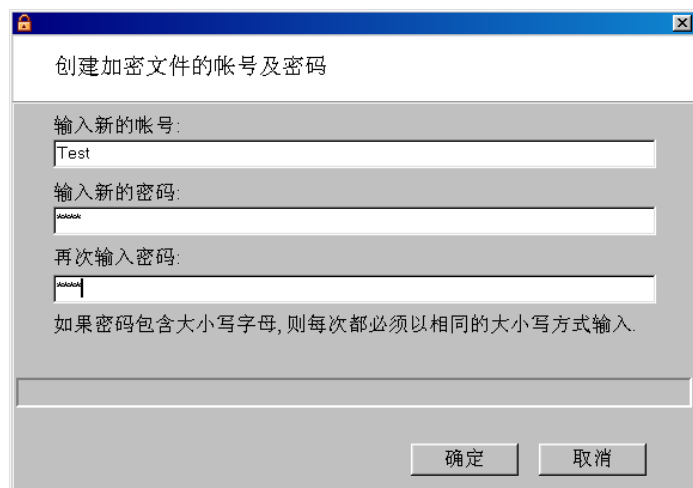 创建加密文件的帐号及密码
输入新的帐号:
Test
输入新的密码:
****
再次输入密码:
****
如果密码包含大小写字母,则每次都必须以相同的大小写方式输入.
确定
取消